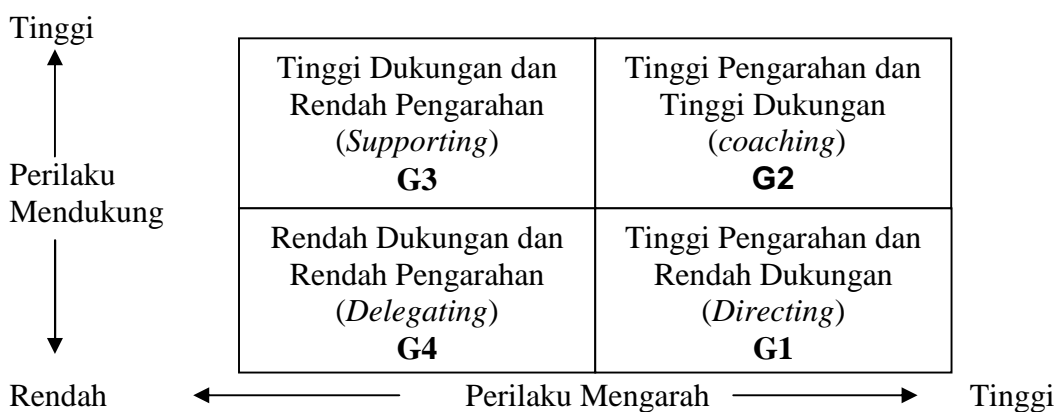 Tinggi
Tinggi Dukungan dan
Rendah Pengarahan
(Supporting)
G3
Tinggi Pengarahan dan
Tinggi Dukungan
(coaching)
G2
Perilaku
Mendukung
Rendah Dukungan dan
Rendah Pengarahan
(Delegating)
G4
Tinggi Pengarahan dan
Rendah Dukungan
(Directing)
G1
Rendah
Perilaku Mengarah
Tinggi